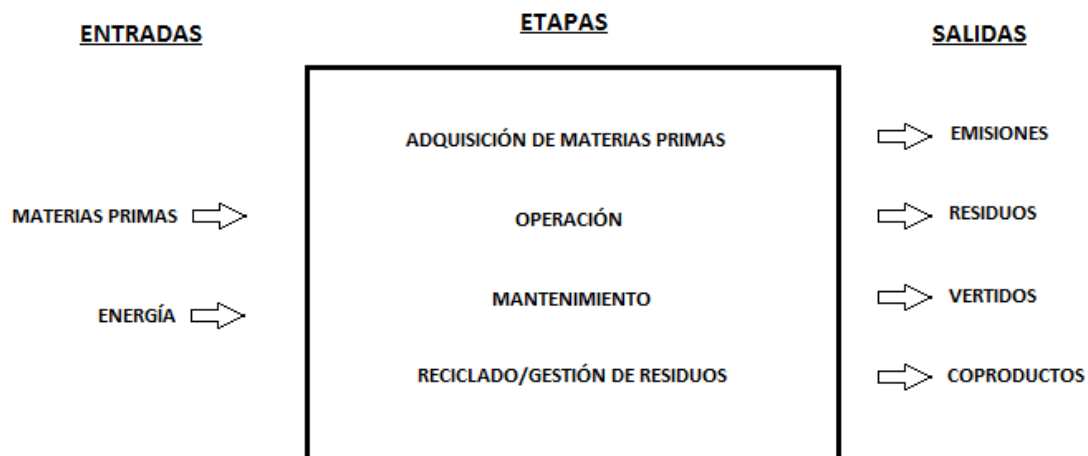 ENTRADAS
ETAPAS
SALIDAS
ADQUISICIÓN DE MATERIAS PRIMAS
EMISIONES
MATERIAS PRIMAS
OPERACIÓN
RESIDUOS
ENERGÍA
MANTENIMIENTO
VERTIDOS
RECICLADO/GESTIÓN DE RESIDUOS
COPRODUCTOS